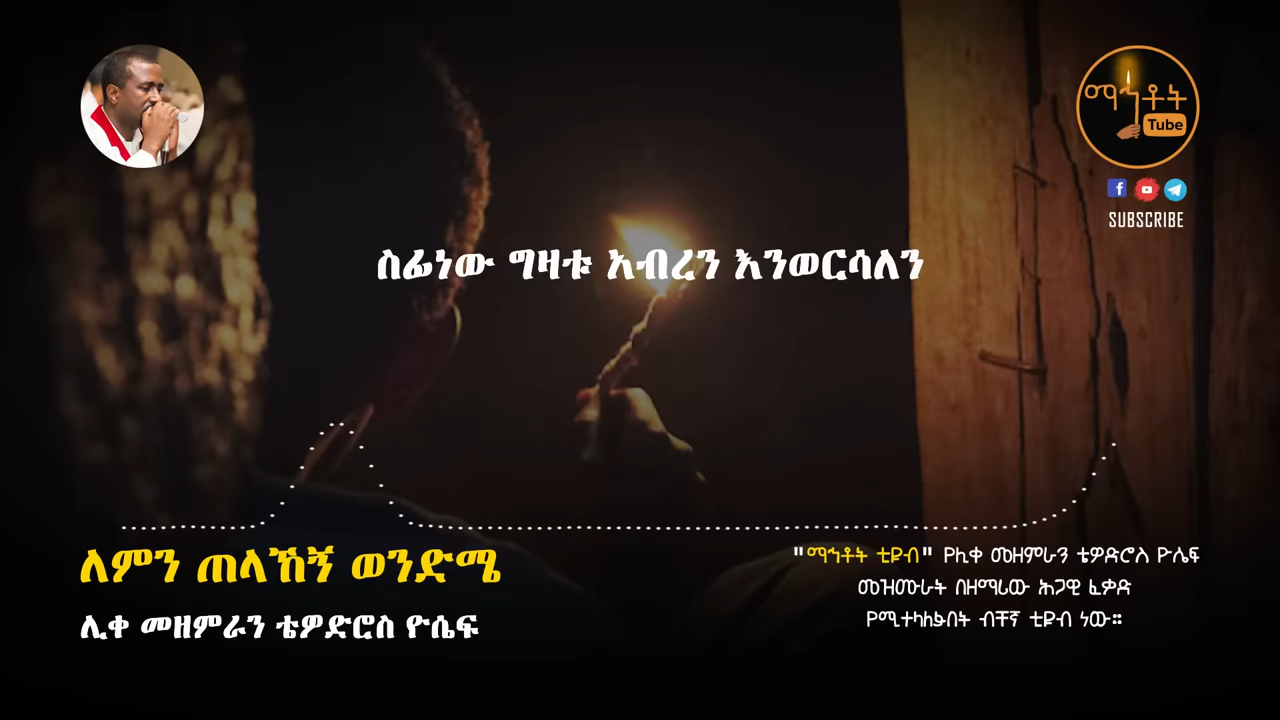 ማኅቶት
Tube
SUBSCRIBE
ስፊነው ግዛቱ አብረን እንወርሳለን
ለምን ጠላኸኝ ወንድሜ
ሊቀ መዘምራን ቴዎድሮስ ዮሴፍ
"ማኅቶት ቲዩብ" የሊቀ መዘምራን ቴዎድሮስ ዮሴፍ
መዝሙራት በዘማሪው ሕጋዊ ፈቃድ
የሚተላለፉበት ብቸኛ ቲዩብ ነው።